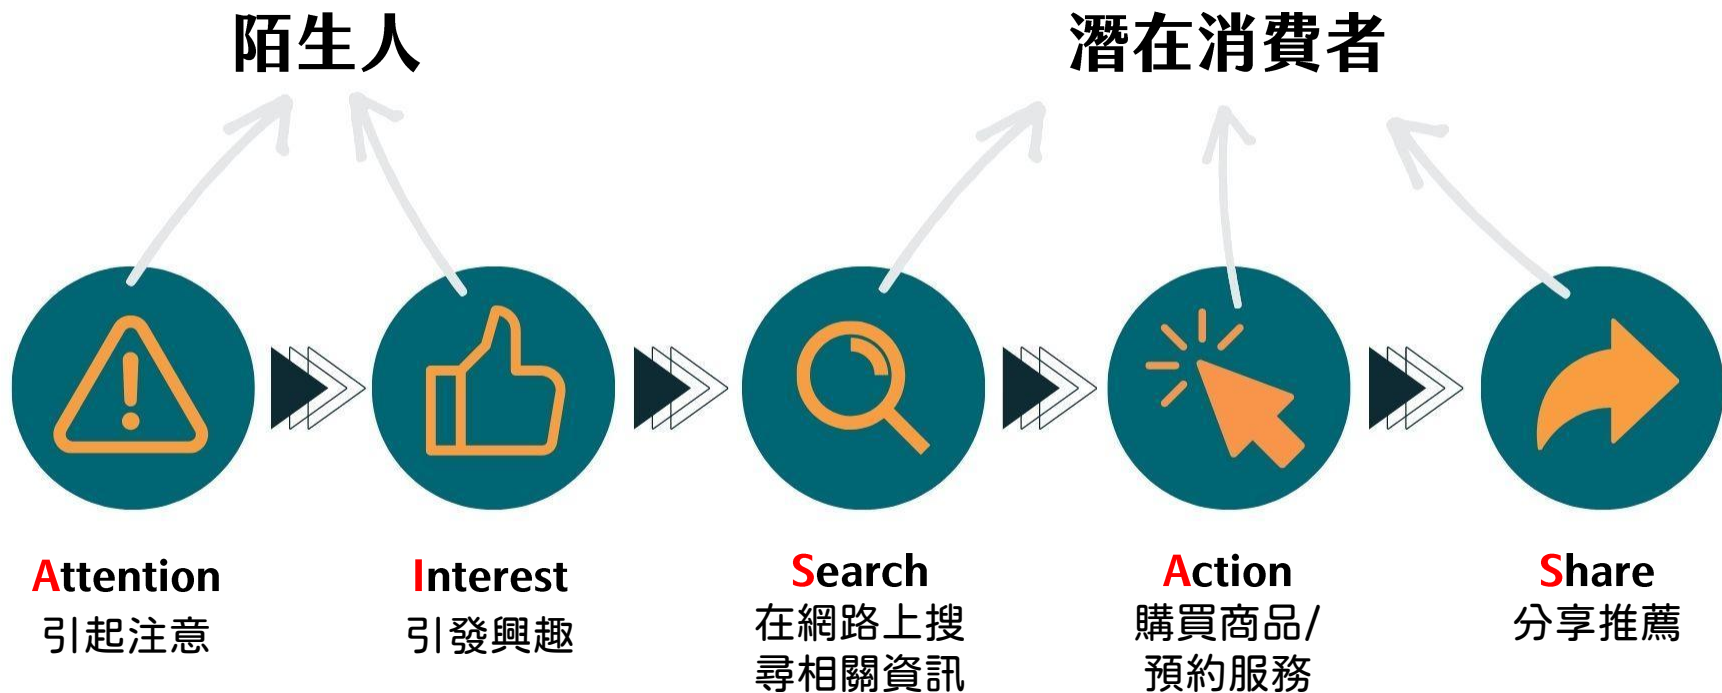 陌生人
潛在消費者
Attention
引起注意
Interest
引發興趣
Search
在網路上搜
尋相關資訊
Action
購買商品/
預約服務
Share
分享推薦